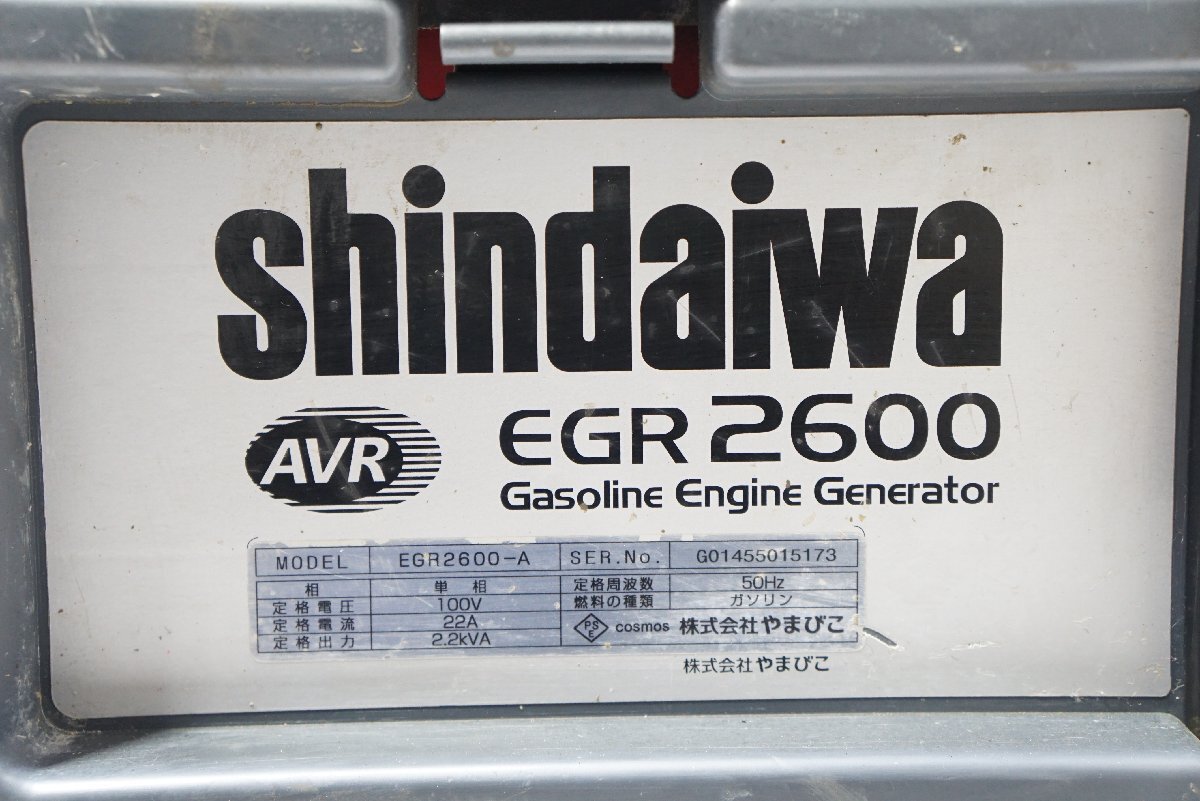 shindaiwa
AVR
EGR 2600
Gasoline Engine Generator
MODEL EGR2600-A SER.No. G01455015173
相 単相 定格周波数 50Hz
定格電圧 100V 燃料の種類 ガソリン
定格電流 22A PSE cosmos 株式会社やまびこ
定格出力 2.2kVA
株式会社やまびこ